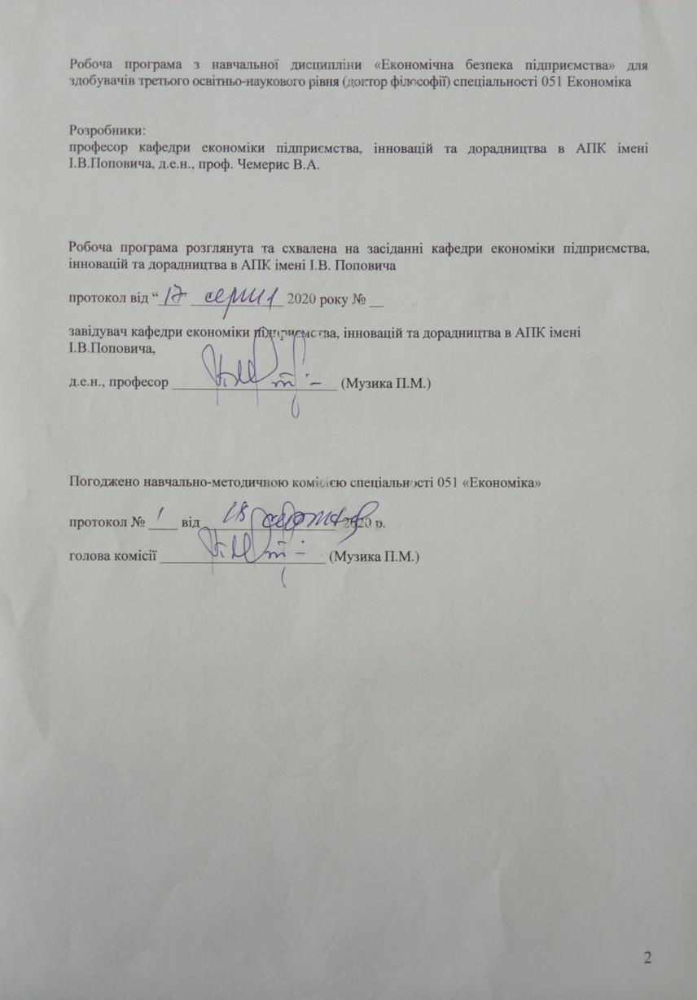 Робоча програма з навчальної дисципліни «Економічна безпека підприємства» для
здобувачів третього освітньо-наукового рівня (доктор філософії) спеціальності 051 Економіка
Розробники:
професор кафедри економіки підприємства, інновацій та дорадництва в АПК імені
І.В.Поповича, д.е.н., проф. Чемерис В.А.
Робоча програма розглянута та схвалена на засіданні кафедри економіки підприємства,
інновацій та дорадництва в АПК імені І.В. Поповича
протокол від “17 серпня 2020 року № __
завідувач кафедри економіки підприємства, інновацій та дорадництва в АПК імені
І.В.Поповича,
д.е.н., професор ______________________ (Музика П.М.)
Погоджено навчально-методичною комісією спеціальності 051 «Економіка»
протокол № 1 від 18 2020 р.
голова комісії ______________________ (Музика П.М.)
2